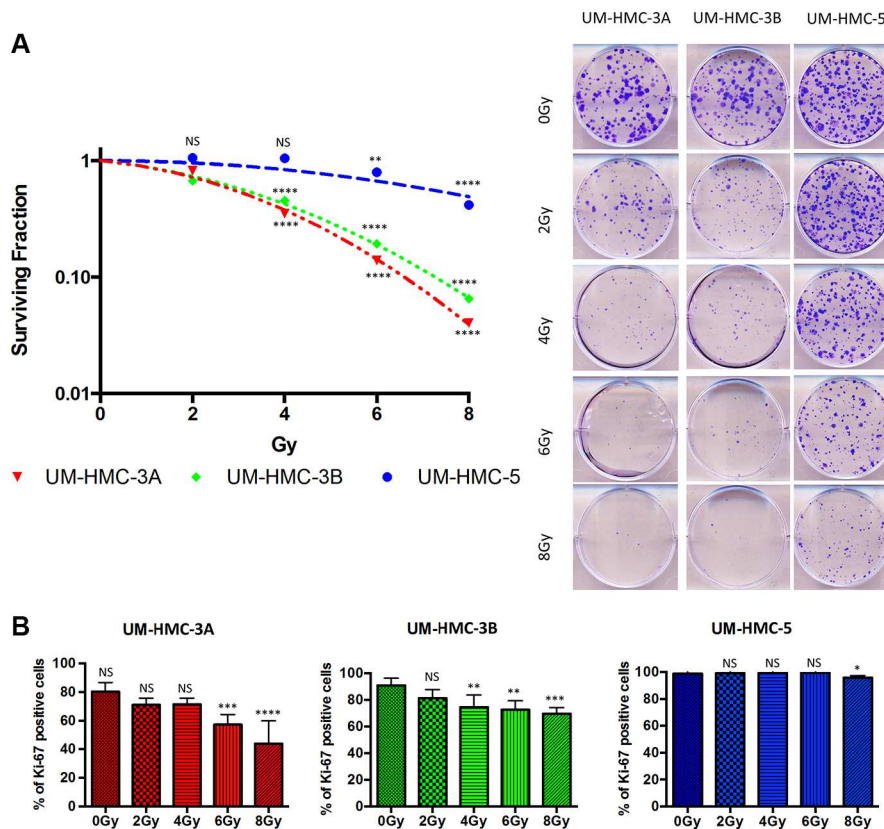 A
UM-HMC-3A UM-HMC-3B UM-HMC-5
0Gy
2Gy
4Gy
6Gy
8Gy
Surviving Fraction
1
0.10
0.01
NS NS ** ****
**** **** ****
**** **** ****
0 2 4 6 8
Gy
UM-HMC-3A UM-HMC-3B UM-HMC-5
B
UM-HMC-3A
% of Ki-67 positive cells
100
80
60
40
20
0
NS NS NS *** ****
0Gy 2Gy 4Gy 6Gy 8Gy
UM-HMC-3B
% of Ki-67 positive cells
100
80
60
40
20
0
NS ** ** ***
0Gy 2Gy 4Gy 6Gy 8Gy
UM-HMC-5
% of Ki-67 positive cells
100
80
60
40
20
0
NS NS NS *
0Gy 2Gy 4Gy 6Gy 8Gy